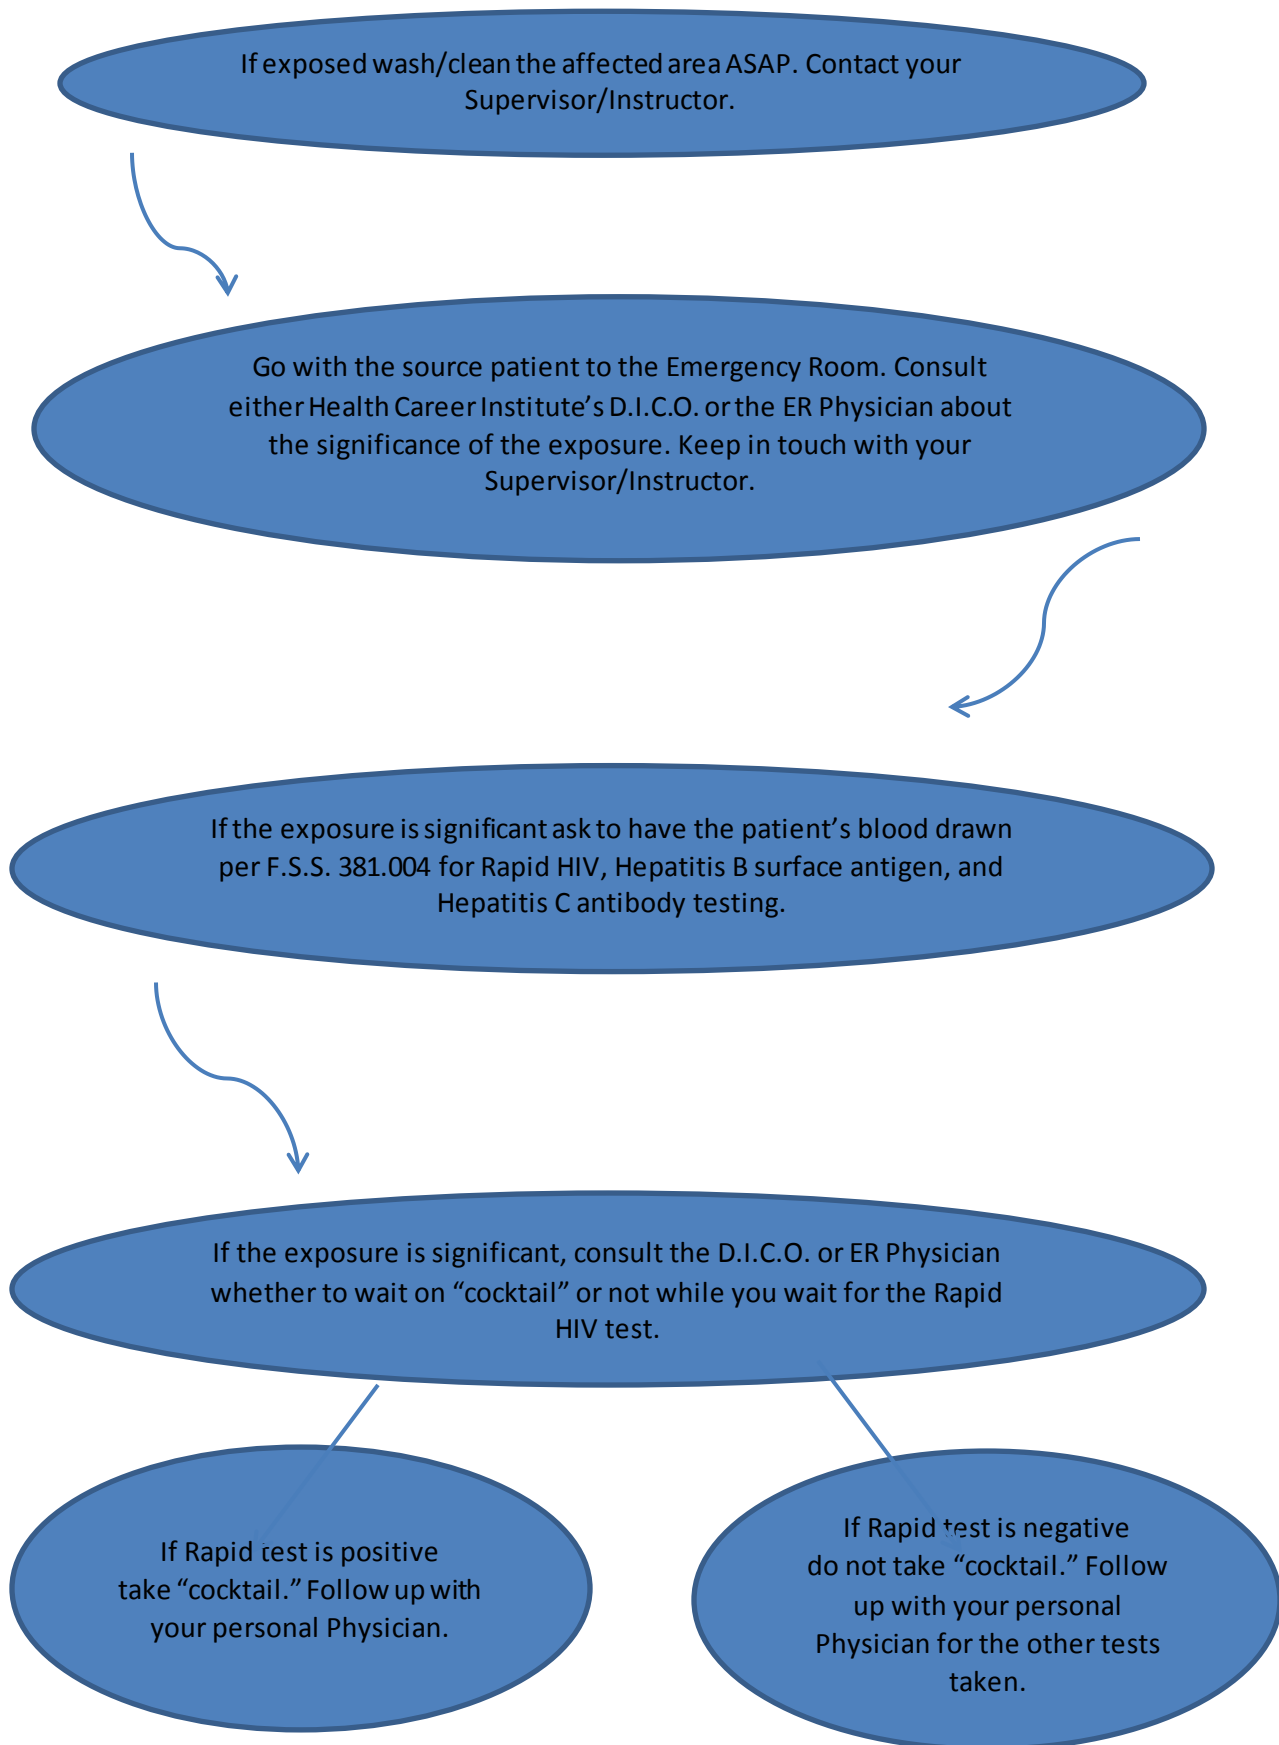 If exposed wash/clean the affected area ASAP. Contact your
Supervisor/Instructor.
Go with the source patient to the Emergency Room. Consult
either Health Career Institute’s D.I.C.O. or the ER Physician about
the significance of the exposure. Keep in touch with your
Supervisor/Instructor.
If the exposure is significant ask to have the patient’s blood drawn
per F.S.S. 381.004 for Rapid HIV, Hepatitis B surface antigen, and
Hepatitis C antibody testing.
If the exposure is significant, consult the D.I.C.O. or ER Physician
whether to wait on “cocktail” or not while you wait for the Rapid
HIV test.
If Rapid test is positive
take “cocktail.” Follow up with
your personal Physician.
If Rapid test is negative
do not take “cocktail.” Follow
up with your personal
Physician for the other tests
taken.